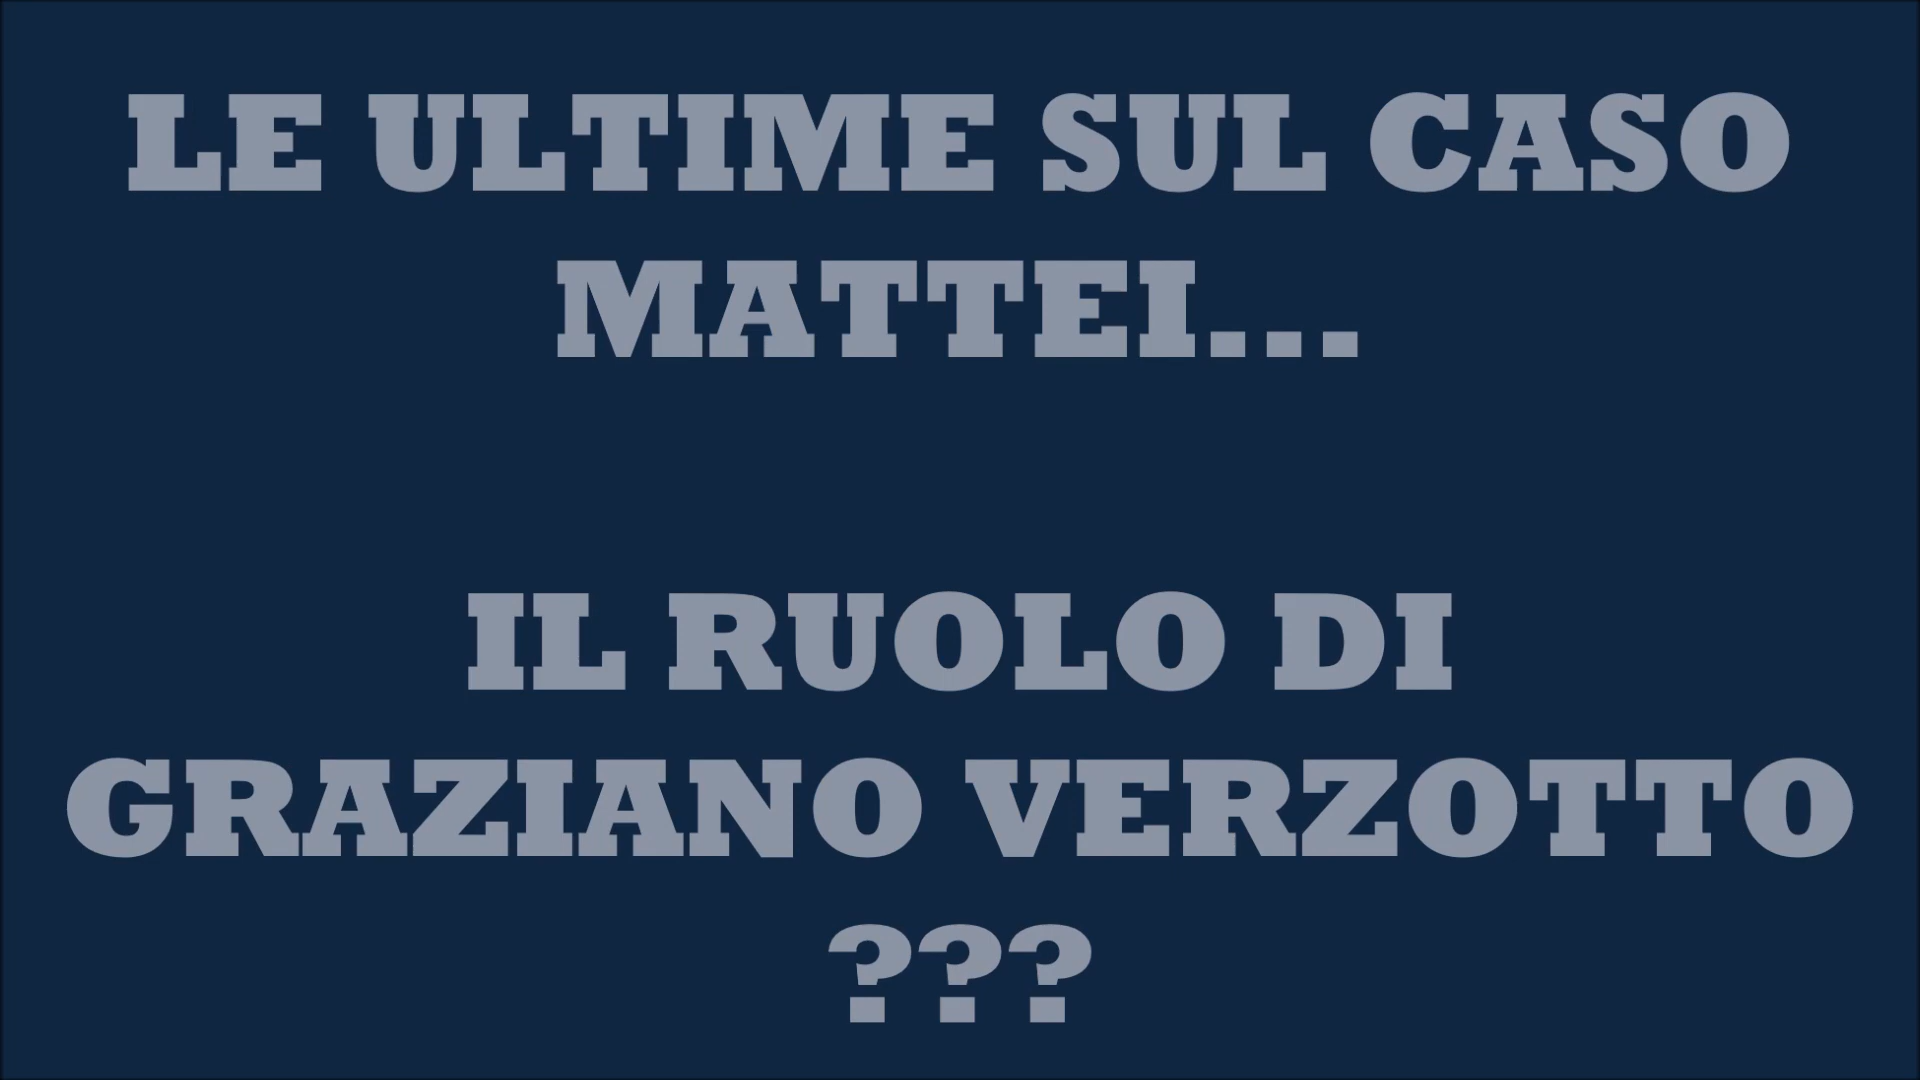 LE ULTIME SUL CASO
MATTEI...
IL RUOLO DI
GRAZIANO VERZOTTO
???